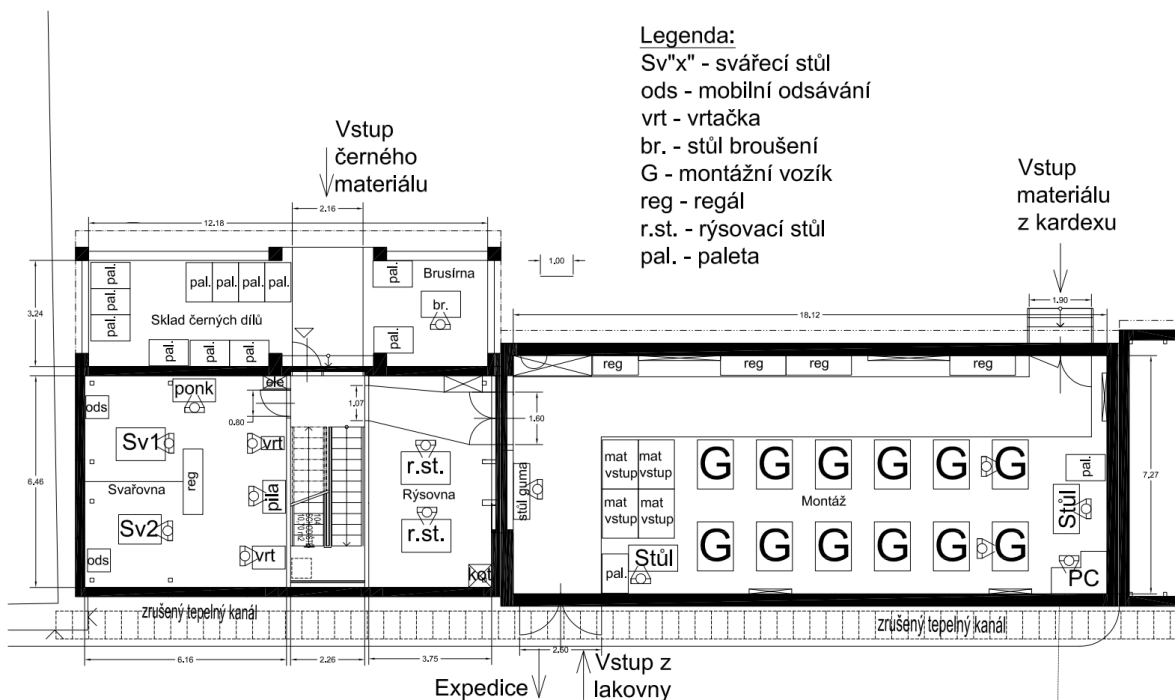 Legenda:
Sv"x" - svářecí stůl
ods - mobilní odsávání
vrt - vrtačka
br. - stůl broušení
G - montážní vozík
reg - regál
r.st. - rýsovací stůl
pal. - paleta
Vstup
černého
materiálu
Vstup
materiálu
z kardexu
2.16
12.18
1.00
1.90
18.12
3.24
pal.
pal.
pal.
pal.
pal.
pal.
pal.
Sklad černých dílů
pal.
pal.
pal.
pal.
Brusírna
br.
pal.
reg
reg
reg
reg
ele
ponk
ods
0.80
1.07
1.60
Sv1
vrt
reg
Svařovna
pila
Sv2
vrt
ods
6.46
104
r.st.
Rýsovna
r.st.
kot
stůl guma
mat
vstup
mat
vstup
mat
vstup
mat
vstup
G G G G G G
Montáž
G G G G G G
pal.
Stůl
pal.
Stůl
PC
7.27
zrušený tepelný kanál
zrušený tepelný kanál
6.16
2.26
3.75
2.50
Expedice
Vstup z
lakovny